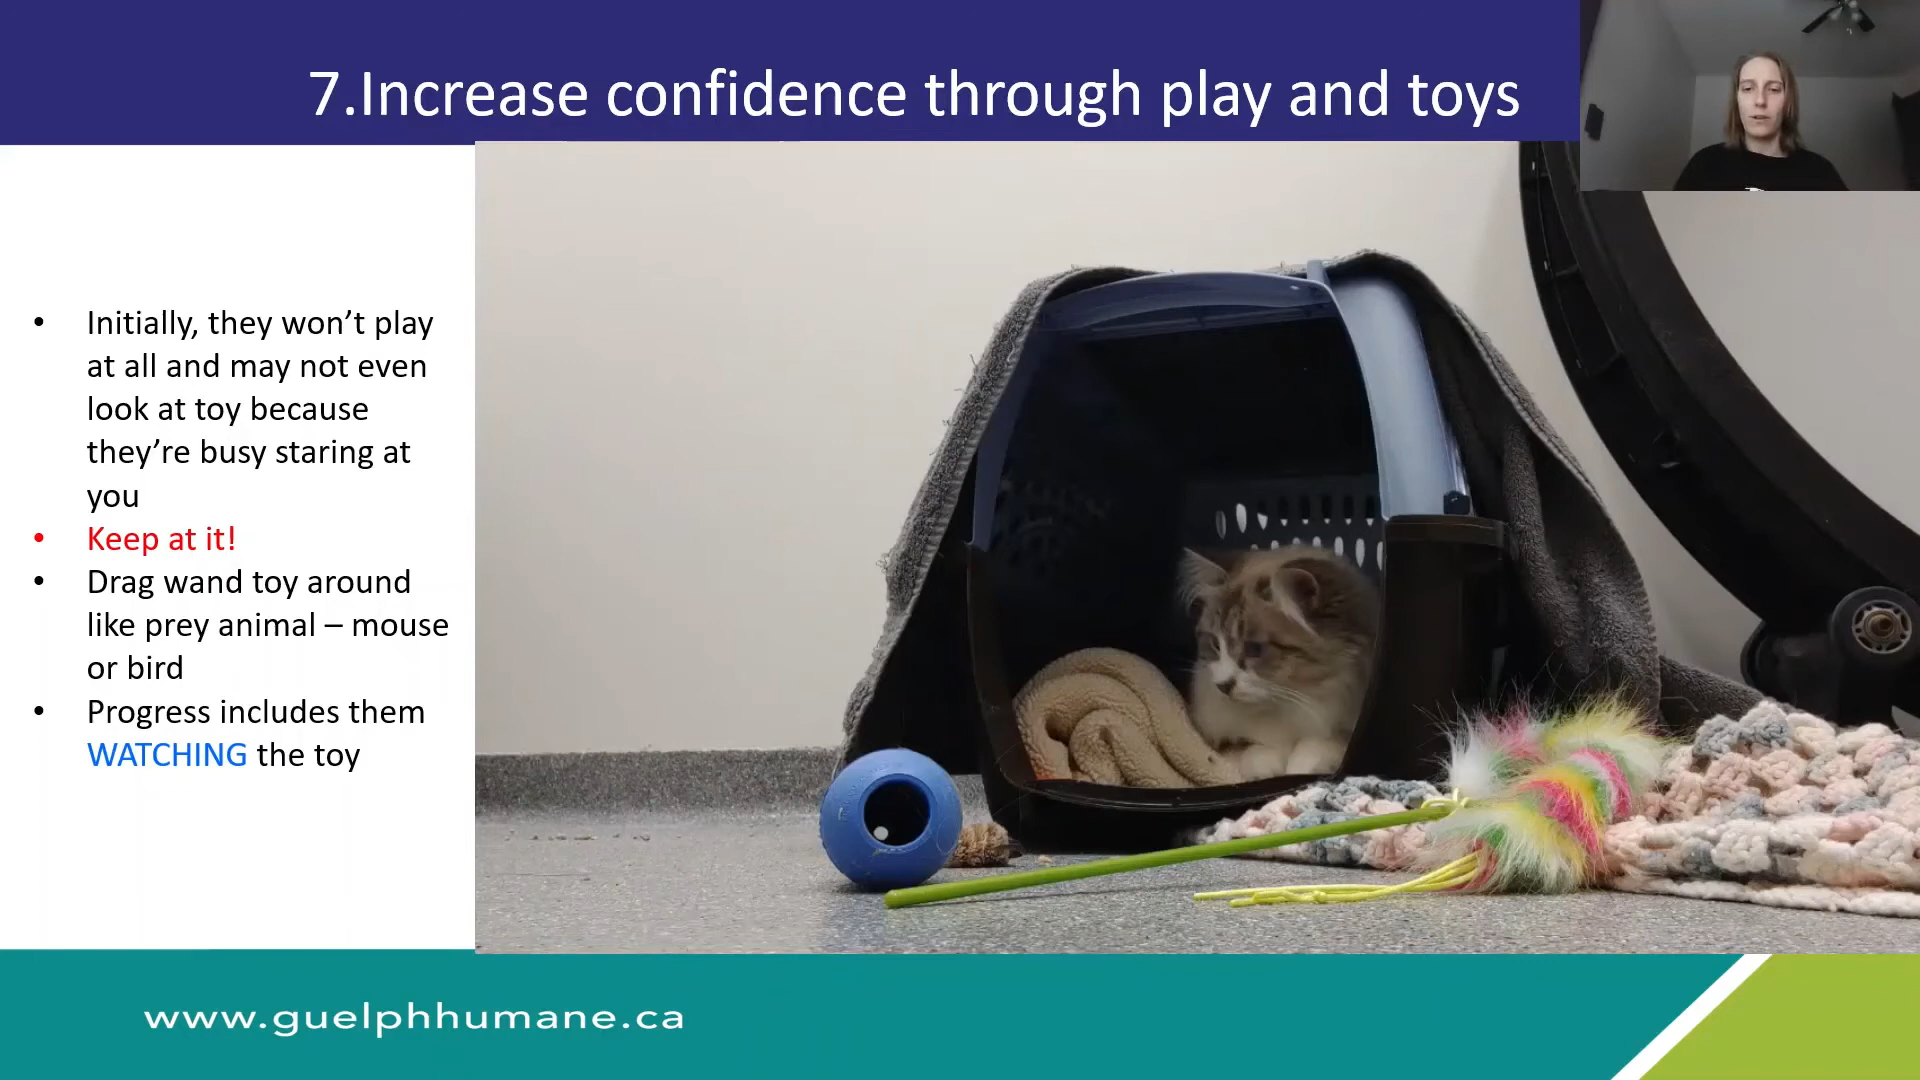 7.Increase confidence through play and toys
• Initially, they won’t play
at all and may not even
look at toy because
they’re busy staring at
you
• Keep at it!
• Drag wand toy around
like prey animal – mouse
or bird
• Progress includes them
WATCHING the toy
www.guelphhumane.ca